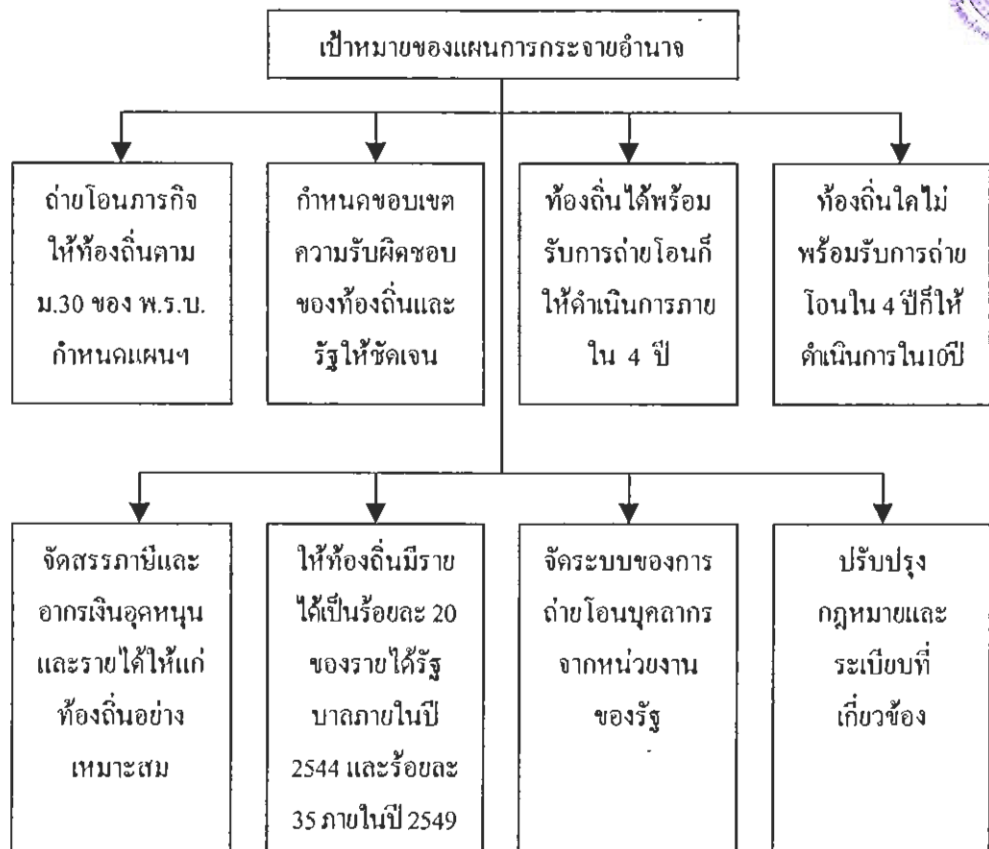 เป้าหมายของแผนการกระจายอำนาจ
ถ่ายโอนภารกิจ
ให้ท้องถิ่นตาม
ม.30 ของ พ.ร.บ.
กำหนดแผนฯ
กำหนดขอบเขต
ความรับผิดชอบ
ของท้องถิ่นและ
รัฐให้ชัดเจน
ท้องถิ่นได้พร้อม
รับการถ่ายโอนก็
ให้ดำเนินการภาย
ใน 4 ปี
ท้องถิ่นใดไม่
พร้อมรับการถ่าย
โอนใน 4 ปีก็ให้
ดำเนินการใน10ปี
จัดสรรภาษีและ
อากรเงินอุดหนุน
และรายได้ให้แก่
ท้องถิ่นอย่าง
เหมาะสม
ให้ท้องถิ่นมีราย
ได้เป็นร้อยละ 20
ของรายได้รัฐ
บาลภายในปี
2544 และร้อยละ
35 ภายในปี 2549
จัดระบบของการ
ถ่ายโอนบุคลากร
จากหน่วยงาน
ของรัฐ
ปรับปรุง
กฎหมายและ
ระเบียบที่
เกี่ยวข้อง